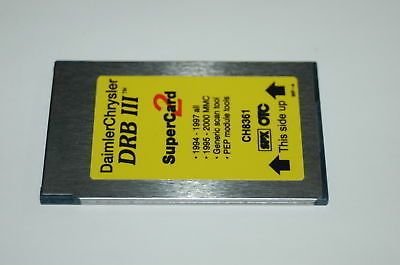 DaimlerChrysler
DRB III™
SuperCard 2
• 1994 - 1997 all
• 1995 - 2000 MMC
• Generic scan tool
• PEP module tools
CH8361
SPX OTC
This side up